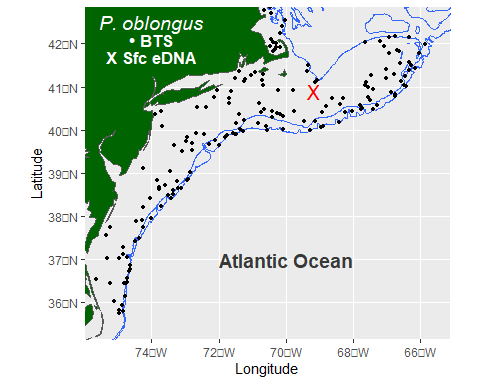 P. oblongus
• BTS
X Sfc eDNA
42□N
41□N
40□N
39□N
38□N
37□N
36□N
Latitude
X
Atlantic Ocean
74□W
72□W
70□W
68□W
66□W
Longitude